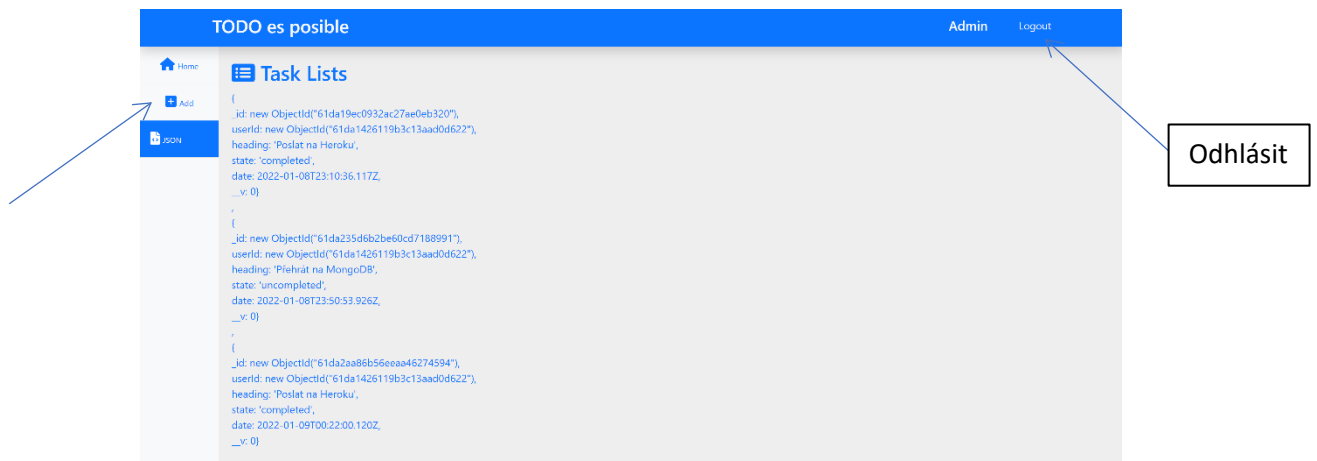 TODO es posible
Admin
Logout
Home
Add
JSON
Task Lists
{
_id: new ObjectId("61da19ec0932ac27ae0eb320"),
userId: new ObjectId("61da1426119b3c13aad0d622"),
heading: 'Poslat na Heroku',
state: 'completed',
date: 2022-01-08T23:10:36.117Z,
__v: 0}
,
{
_id: new ObjectId("61da235d6b2be60cd7188991"),
userId: new ObjectId("61da1426119b3c13aad0d622"),
heading: 'Přehrát na MongoDB',
state: 'uncompleted',
date: 2022-01-08T23:50:53.926Z,
__v: 0}
,
{
_id: new ObjectId("61da2aa86b56eeaa46274594"),
userId: new ObjectId("61da1426119b3c13aad0d622"),
heading: 'Poslat na Heroku',
state: 'completed',
date: 2022-01-09T00:22:00.120Z,
__v: 0}
Odhlásit